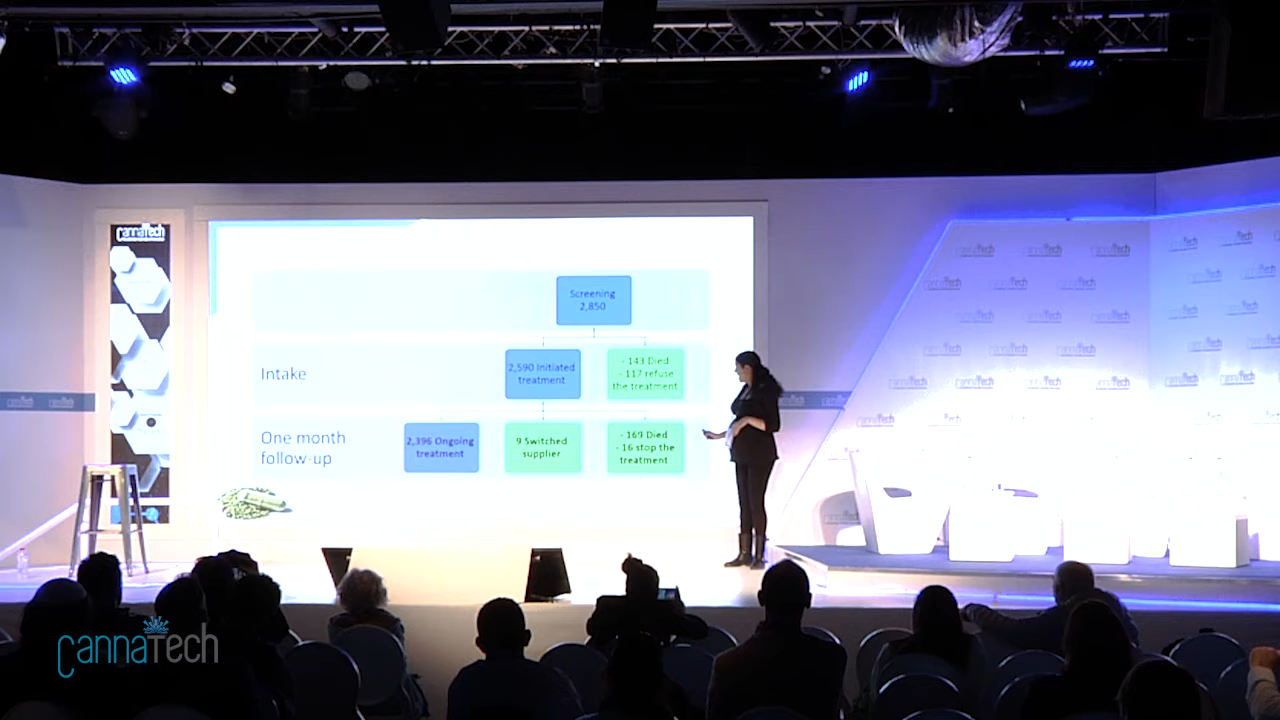 cannaTech
Screening
2,850
Intake
2,590 Initiated
treatment
- 143 Died
- 117 refuse
the treatment
One month
follow-up
2,396 Ongoing
treatment
9 Switched
supplier
- 169 Died
- 16 stop the
treatment
cannaTech